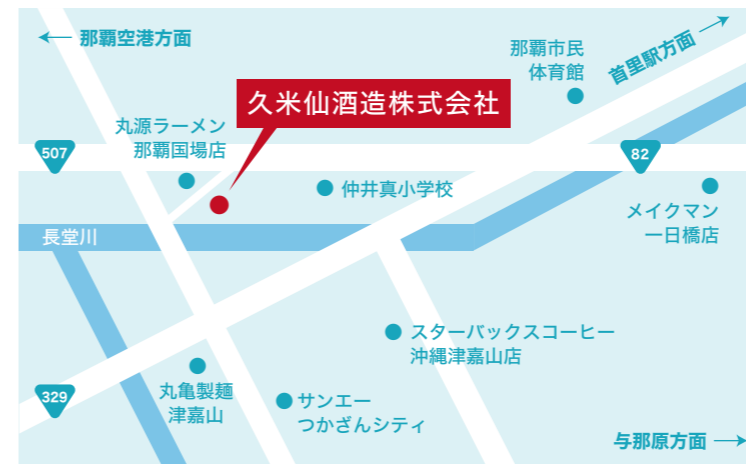 ← 那覇空港方面
那覇市民
体育館
首里駅方面 →
久米仙酒造株式会社
丸源ラーメン
那覇国場店
507
82
仲井真小学校
メイクマン
一日橋店
長堂川
スターバックスコーヒー
沖縄津嘉山店
丸亀製麺
津嘉山
329
サンエー
つかざんシティ
与那原方面 →